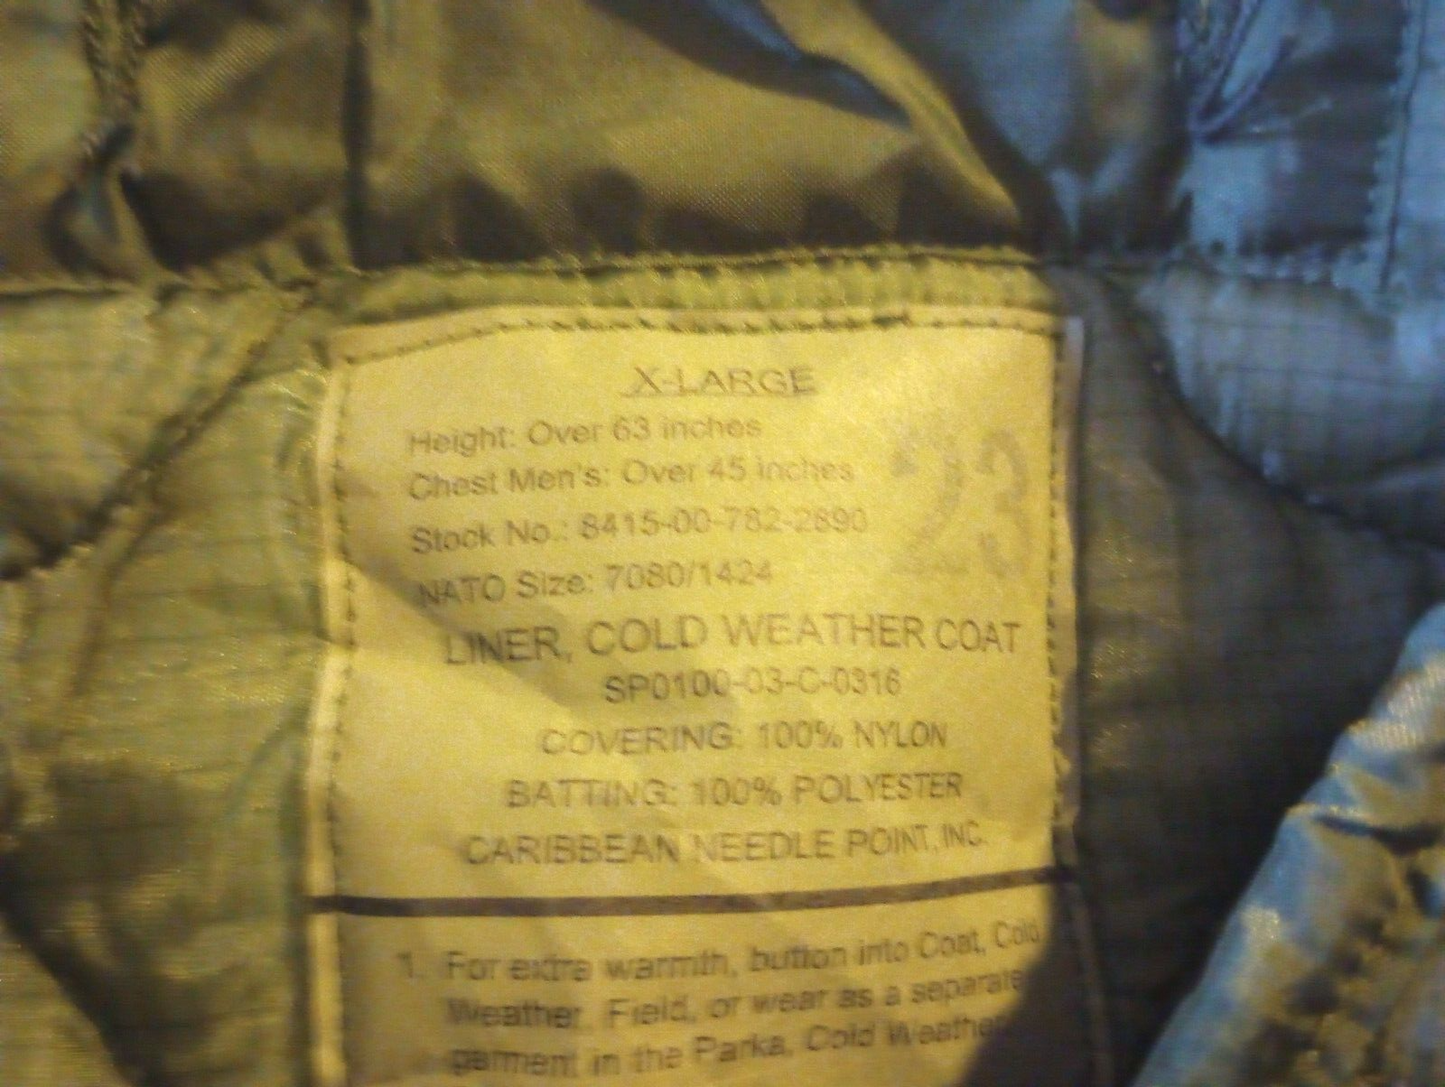 X-LARGE
Height: Over 63 inches
Chest Men's: Over 45 inches
23
Stock No.: 8415-00-782-2890
NATO Size: 7080/1424
LINER, COLD WEATHER COAT
SP0100-03-C-0316
COVERING: 100% NYLON
BATTING: 100% POLYESTER
CARIBBEAN NEEDLE POINT, INC.
1. For extra warmth, button into Coat, Cold
Weather, Field, or wear as a separate
garment in the Parka, Cold Weather